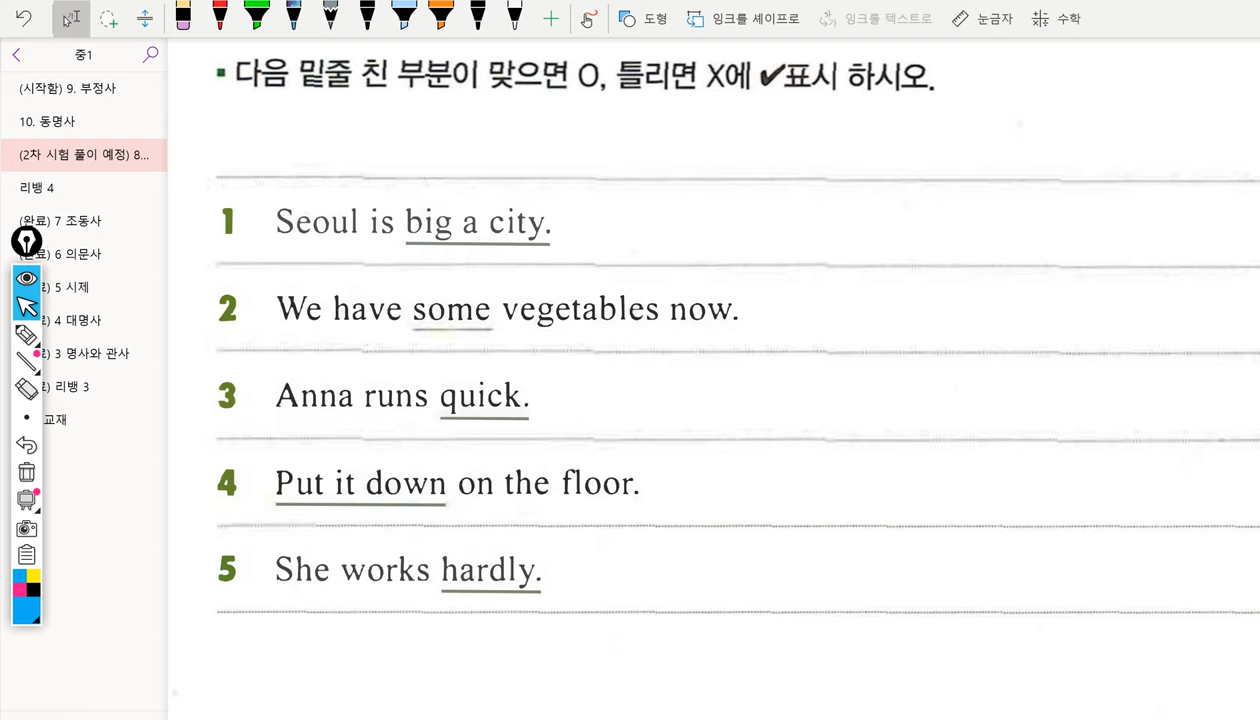 도형
잉크를 셰이프로
잉크를 텍스트로
눈금자
수학
중1
(시작함) 9. 부정사
10. 동명사
(2차 시험 풀이 예정) 8...
리뱅 4
(완료) 7 조동사
료) 6 의문사
료) 5 시제
료) 4 대명사
료) 3 명사와 관사
료) 리뱅 3
교재
▪ 다음 밑줄 친 부분이 맞으면 O, 틀리면 X에 ✔표시 하시오.
1 Seoul is big a city.
2 We have some vegetables now.
3 Anna runs quick.
4 Put it down on the floor.
5 She works hardly.